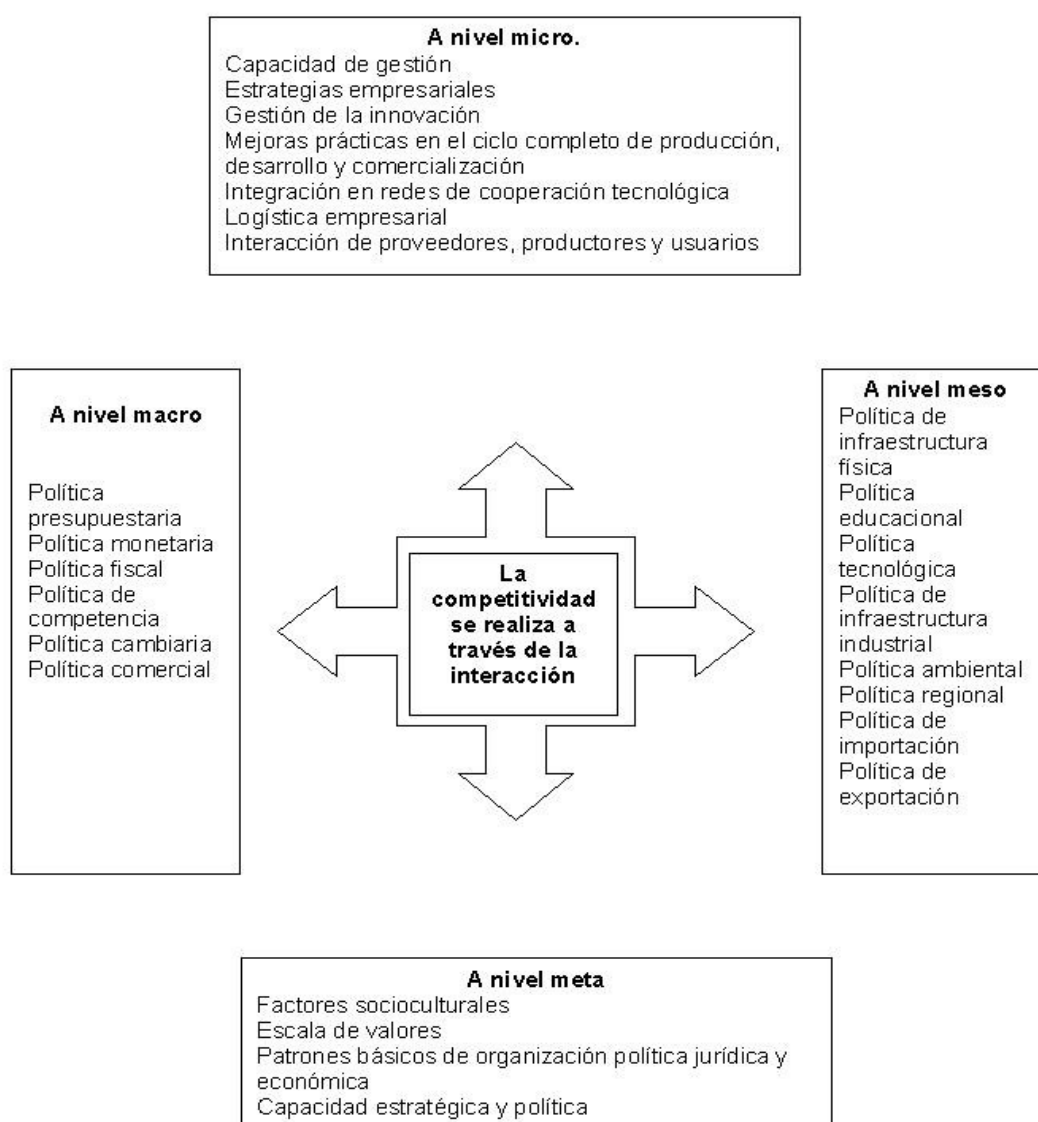 A nivel micro.
Capacidad de gestión
Estrategias empresariales
Gestión de la innovación
Mejoras prácticas en el ciclo completo de producción,
desarrollo y comercialización
Integración en redes de cooperación tecnológica
Logística empresarial
Interacción de proveedores, productores y usuarios
A nivel macro
Política
presupuestaria
Política monetaria
Política fiscal
Política de
competencia
Política cambiaria
Política comercial
La
competitividad
se realiza a
través de la
interacción
A nivel meso
Política de
infraestructura
física
Política
educacional
Política
tecnológica
Política de
infraestructura
industrial
Política ambiental
Política regional
Política de
importación
Política de
exportación
A nivel meta
Factores socioculturales
Escala de valores
Patrones básicos de organización política jurídica y
económica
Capacidad estratégica y política